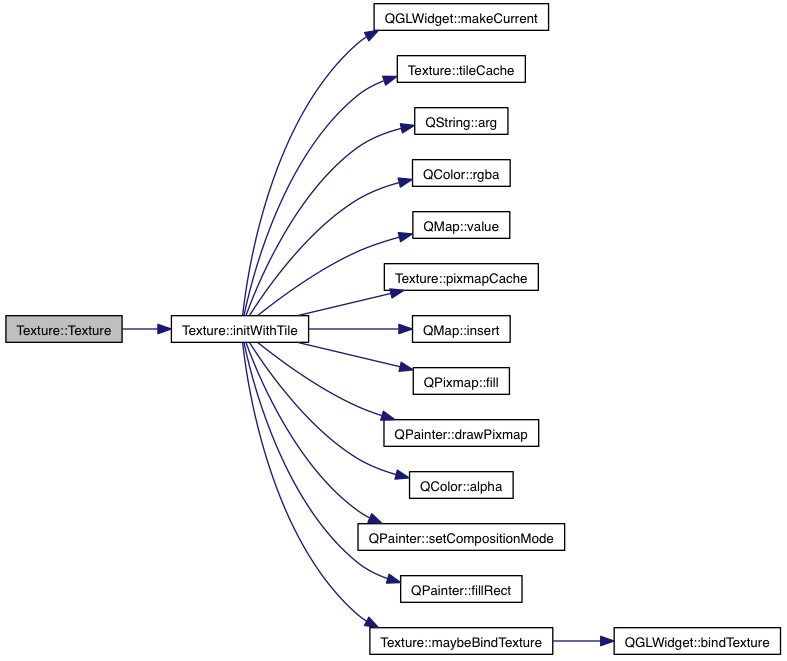 QGLWidget::makeCurrent
Texture::tileCache
QString::arg
QColor::rgba
QMap::value
Texture::pixmapCache
Texture::Texture
Texture::initWithTile
QMap::insert
QPixmap::fill
QPainter::drawPixmap
QColor::alpha
QPainter::setCompositionMode
QPainter::fillRect
Texture::maybeBindTexture
QGLWidget::bindTexture